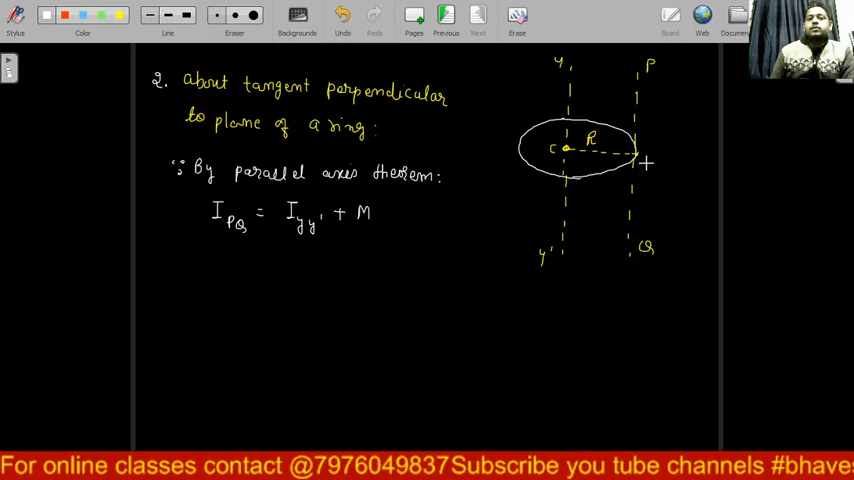 Stylus
Color
Line
Eraser
Backgrounds
Undo
Pages
Previous
Next
Erase
Board
Web
Documen
2. about tangent perpendicular
to plane of a ring:
∵ By parallel axis theorem:
I_PQ = I_yy' + M
y
P
C
R
y'
Q
For online classes contact @7976049837Subscribe you tube channels #bhaves